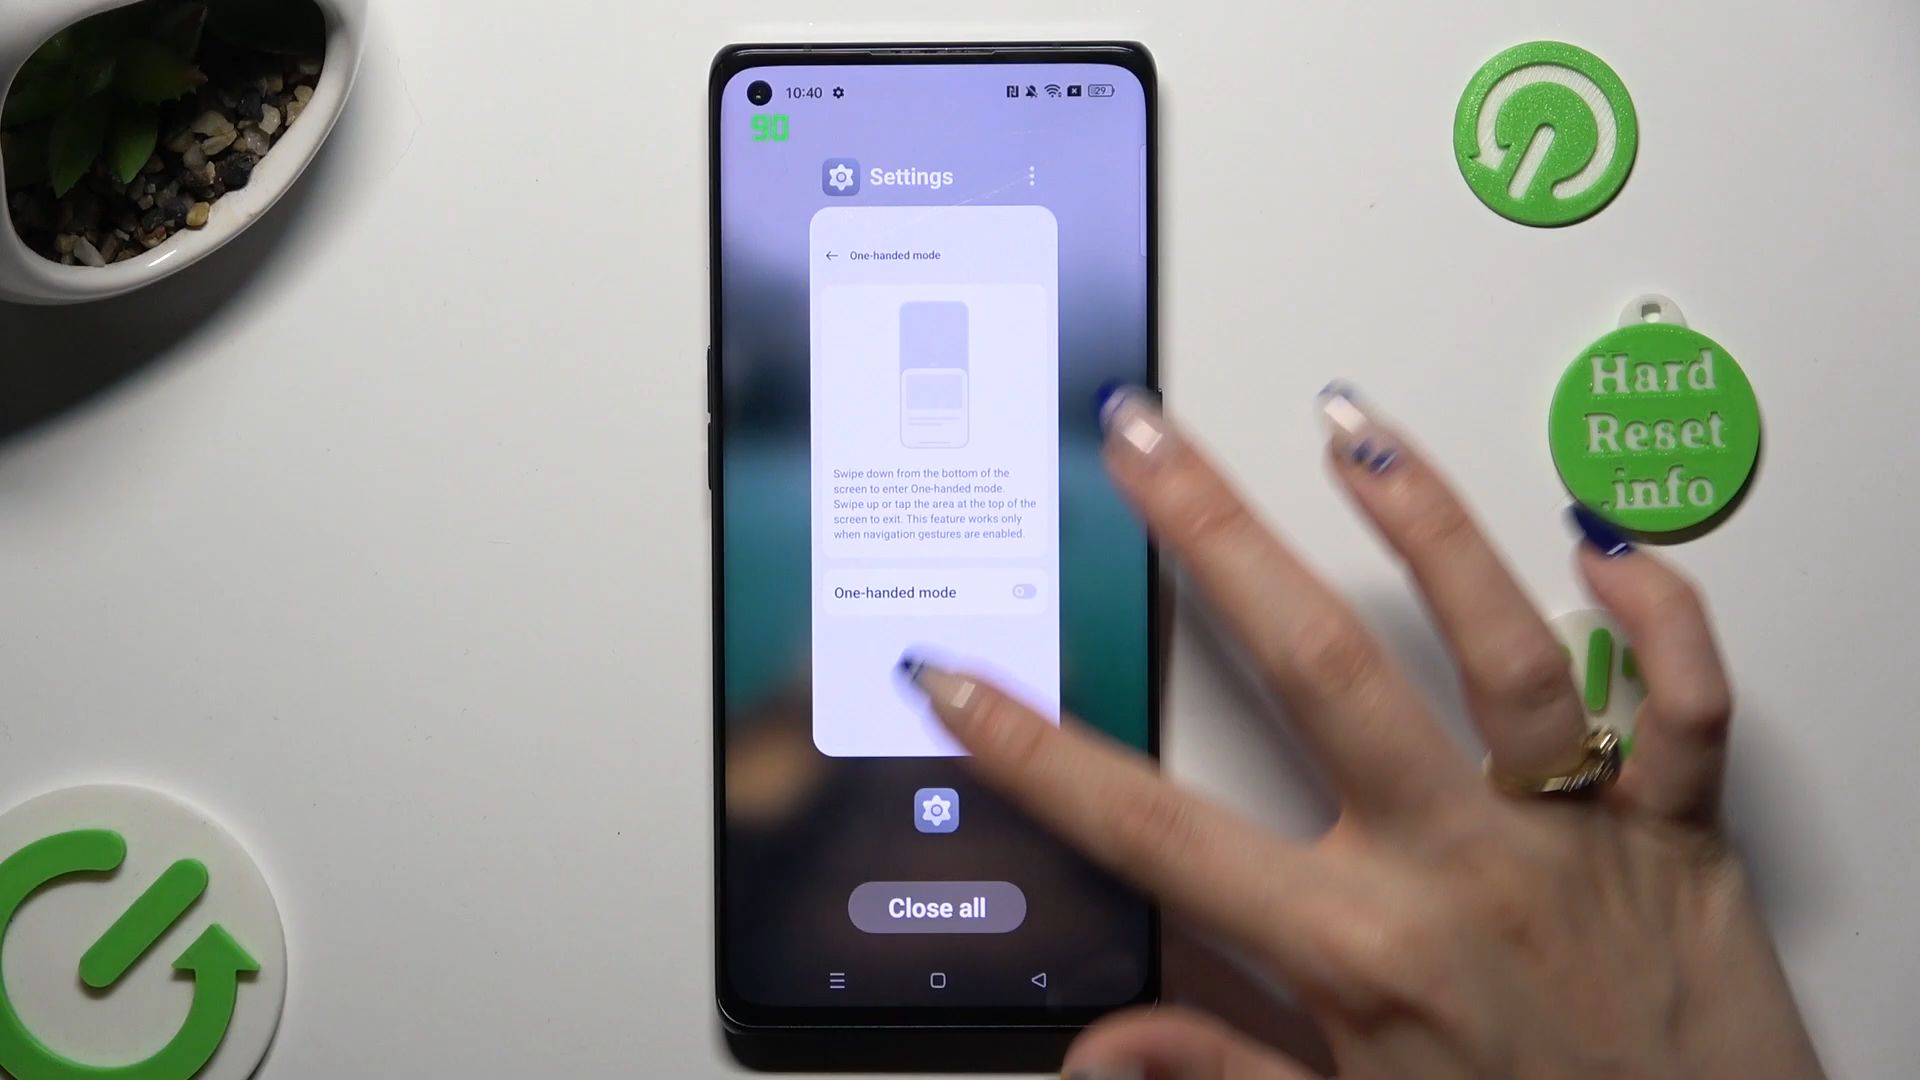 10:40
29
90
Settings
One-handed mode
Swipe down from the bottom of the
screen to enter One-handed mode.
Swipe up or tap the area at the top of the
screen to exit. This feature works only
when navigation gestures are enabled.
One-handed mode
Close all
Hard
Reset
.info